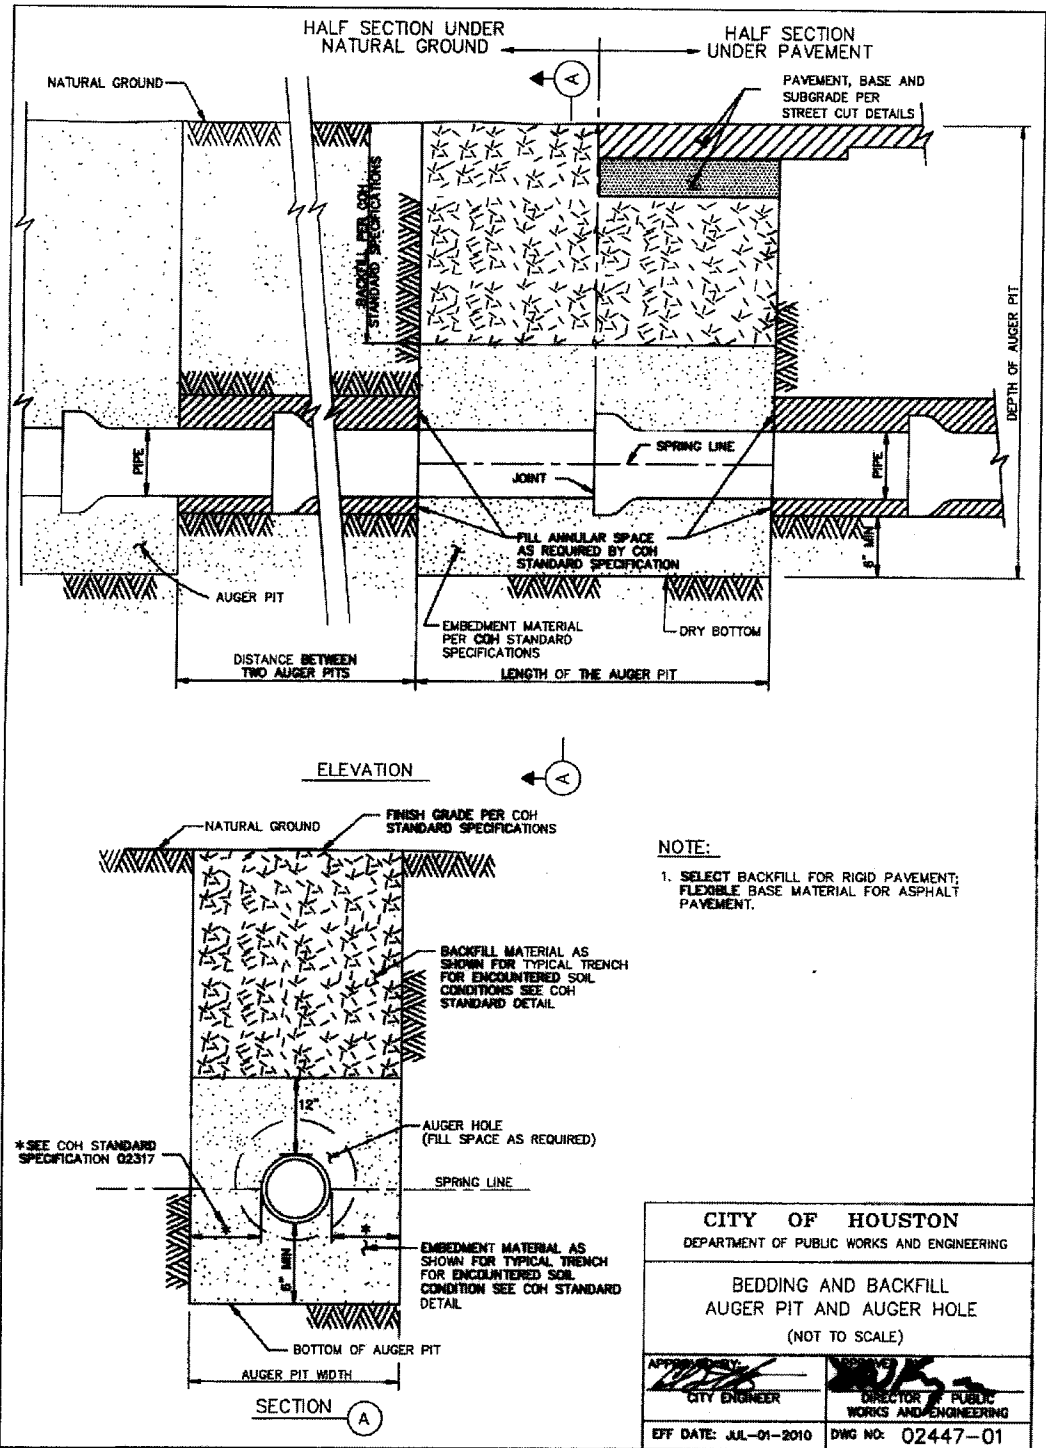 HALF SECTION UNDER
NATURAL GROUND
HALF SECTION
UNDER PAVEMENT
A
NATURAL GROUND
PAVEMENT, BASE AND
SUBGRADE PER
STREET CUT DETAILS
BACKFILL PER COH
STANDARD SPECIFICATIONS
DEPTH OF AUGER PIT
PIPE
SPRING LINE
JOINT
PIPE
FILL ANNULAR SPACE
AS REQUIRED BY COH
STANDARD SPECIFICATION
6" MIN
AUGER PIT
EMBEDMENT MATERIAL
PER COH STANDARD
SPECIFICATIONS
DRY BOTTOM
DISTANCE BETWEEN
TWO AUGER PITS
LENGTH OF THE AUGER PIT
ELEVATION
A
NATURAL GROUND
FINISH GRADE PER COH
STANDARD SPECIFICATIONS
NOTE:
1. SELECT BACKFILL FOR RIGID PAVEMENT;
FLEXIBLE BASE MATERIAL FOR ASPHALT
PAVEMENT.
BACKFILL MATERIAL AS
SHOWN FOR TYPICAL TRENCH
FOR ENCOUNTERED SOIL
CONDITIONS SEE COH
STANDARD DETAIL
12"
AUGER HOLE
(FILL SPACE AS REQUIRED)
*SEE COH STANDARD
SPECIFICATION 02317
SPRING LINE
*
*
6" MIN
EMBEDMENT MATERIAL AS
SHOWN FOR TYPICAL TRENCH
FOR ENCOUNTERED SOIL
CONDITION SEE COH STANDARD
DETAIL
BOTTOM OF AUGER PIT
AUGER PIT WIDTH
SECTION A
CITY OF HOUSTON
DEPARTMENT OF PUBLIC WORKS AND ENGINEERING
BEDDING AND BACKFILL
AUGER PIT AND AUGER HOLE
(NOT TO SCALE)
APPROVED BY:
CITY ENGINEER
APPROVED BY:
DIRECTOR OF PUBLIC
WORKS AND ENGINEERING
EFF DATE: JUL-01-2010
DWG NO: 02447-01